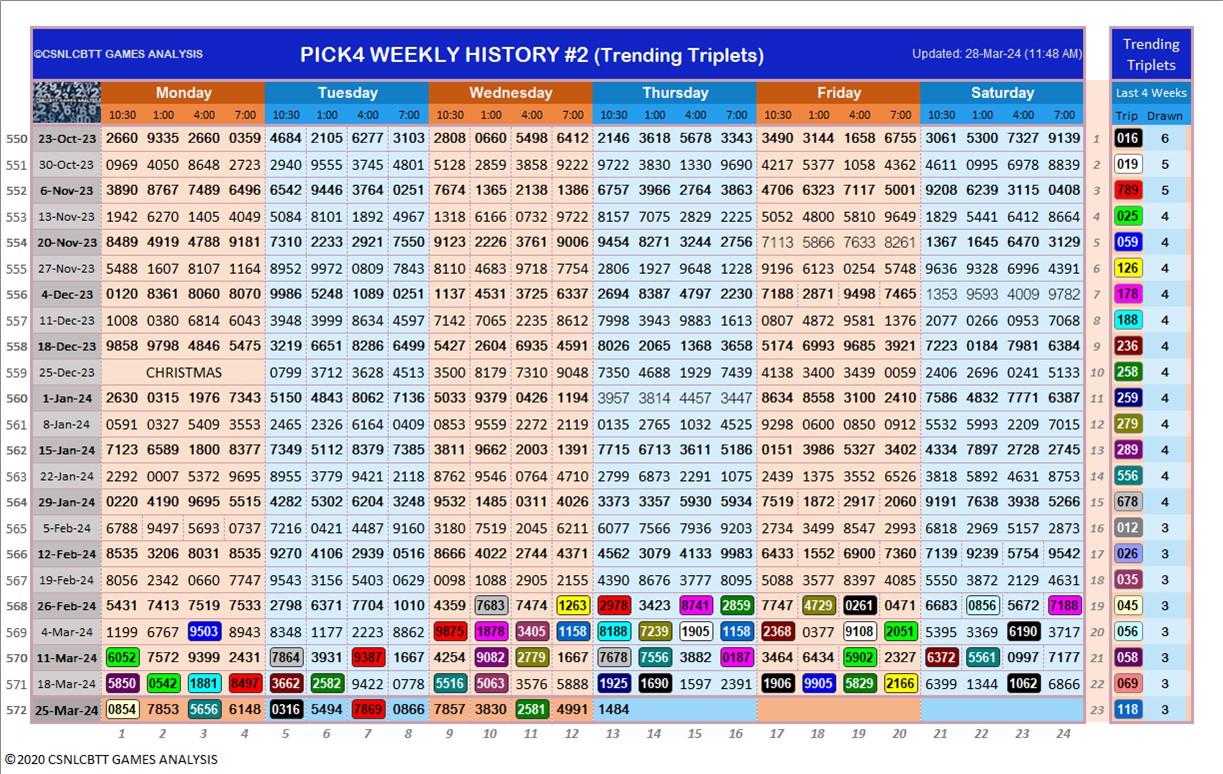 ©CSNLCBTT GAMES ANALYSIS PICK4 WEEKLY HISTORY #2 (Trending Triplets) Updated: 28-Mar-24 (11:48 AM) Trending Triplets
Monday Tuesday Wednesday Thursday Friday Saturday Last 4 Weeks
10:30 1:00 4:00 7:00 10:30 1:00 4:00 7:00 10:30 1:00 4:00 7:00 10:30 1:00 4:00 7:00 10:30 1:00 4:00 7:00 10:30 1:00 4:00 7:00 Trip Drawn
550 23-Oct-23 2660 9335 2660 0359 4684 2105 6277 3103 2808 0660 5498 6412 2146 3618 5678 3343 3490 3144 1658 6755 3061 5300 7327 9139 1 016 6
551 30-Oct-23 0969 4050 8648 2723 2940 9555 3745 4801 5128 2859 3858 9222 9722 3830 1330 9690 4217 5377 1058 4362 4611 0995 6978 8839 2 019 5
552 6-Nov-23 3890 8767 7489 6496 6542 9446 3764 0251 7674 1365 2138 1386 6757 3966 2764 3863 4706 6323 7117 5001 9208 6239 3115 0408 3 789 5
553 13-Nov-23 1942 6270 1405 4049 5084 8101 1892 4967 1318 6166 0732 9722 8157 7075 2829 2225 5052 4800 5810 9649 1829 5441 6412 8664 4 025 4
554 20-Nov-23 8489 4919 4788 9181 7310 2233 2921 7550 9123 2226 3761 9006 9454 8271 3244 2756 7113 5866 7633 8261 1367 1645 6470 3129 5 059 4
555 27-Nov-23 5488 1607 8107 1164 8952 9972 0809 7843 8110 4683 9718 7754 2806 1927 9648 1228 9196 6123 0254 5748 9636 9328 6996 4391 6 126 4
556 4-Dec-23 0120 8361 8060 8070 9986 5248 1089 0251 1137 4531 3725 6337 2694 8387 4797 2230 7188 2871 9498 7465 1353 9593 4009 9782 7 178 4
557 11-Dec-23 1008 0380 6814 6043 3948 3999 8634 4597 7142 7065 2235 8612 7998 3943 9883 1613 0807 4872 9581 1376 2077 0266 0953 7068 8 188 4
558 18-Dec-23 9858 9798 4846 5475 3219 6651 8286 6499 5427 2604 6935 4591 8026 2065 1368 3658 5174 6993 9685 3921 7223 0184 7981 6384 9 236 4
559 25-Dec-23 CHRISTMAS 0799 3712 3628 4513 3500 8179 7310 9048 7350 4688 1929 7439 4138 3400 3439 0059 2406 2696 0241 5133 10 258 4
560 1-Jan-24 2630 0315 1976 7343 5150 4843 8062 7136 5033 9379 0426 1194 3957 3814 4457 3447 8634 8558 3100 2410 7586 4832 7771 6387 11 259 4
561 8-Jan-24 0591 0327 5409 3553 2465 2326 6164 0409 0853 9559 2272 2119 0135 2765 1032 4525 9298 0600 0850 0912 5532 5993 2209 7015 12 279 4
562 15-Jan-24 7123 6589 1800 8377 7349 5112 8379 7385 3811 9662 2003 1391 7715 6713 3611 5186 0151 3986 5327 3402 4334 7897 2728 2745 13 289 4
563 22-Jan-24 2292 0007 5372 9695 8955 3779 9421 2118 8762 9546 0764 4710 2799 6873 2291 1075 2439 1375 3552 6526 3818 5892 4631 8753 14 556 4
564 29-Jan-24 0220 4190 9695 5515 4282 5302 6204 3248 9532 1485 0311 4026 3373 3357 5930 5934 7519 1872 2917 2060 9191 7638 3938 5266 15 678 4
565 5-Feb-24 6788 9497 5693 0737 7216 0421 4487 9160 3180 7519 2045 6211 6077 7566 7936 9203 2734 3499 8547 2993 6818 2969 5157 2873 16 012 3
566 12-Feb-24 8535 3206 8031 8535 9270 4106 2939 0516 8666 4022 2744 4371 4562 3079 4133 9983 6433 1552 6900 7360 7139 9239 5754 9542 17 026 3
567 19-Feb-24 8056 2342 0660 7747 9543 3156 5403 0629 0098 1088 2905 2155 4390 8676 3777 8095 5088 3577 8397 4085 5550 3872 2129 4631 18 035 3
568 26-Feb-24 5431 7413 7519 7533 2798 6371 7704 1010 4359 7683 7474 1263 2978 3423 8741 2859 7747 4729 0261 0471 6683 0856 5672 7188 19 045 3
569 4-Mar-24 1199 6767 9503 8943 8348 1177 2223 8862 9875 1878 3405 1158 8188 7239 1905 1158 2368 0377 9108 2051 5395 3369 6190 3717 20 056 3
570 11-Mar-24 6052 7572 9399 2431 7864 3931 9387 1667 4254 9082 2779 1667 7678 7556 3882 0187 3464 6434 5902 2327 6372 5561 0997 7177 21 058 3
571 18-Mar-24 5850 0542 1881 8497 3662 2582 9422 0778 5516 5063 3576 5888 1925 1690 1597 2391 1906 9905 5829 2166 6399 1344 1062 6866 22 069 3
572 25-Mar-24 0854 7853 5656 6148 0316 5494 7869 0866 7857 3830 2581 4991 1484 23 118 3
1 2 3 4 5 6 7 8 9 10 11 12 13 14 15 16 17 18 19 20 21 22 23 24
©2020 CSNLCBTT GAMES ANALYSIS